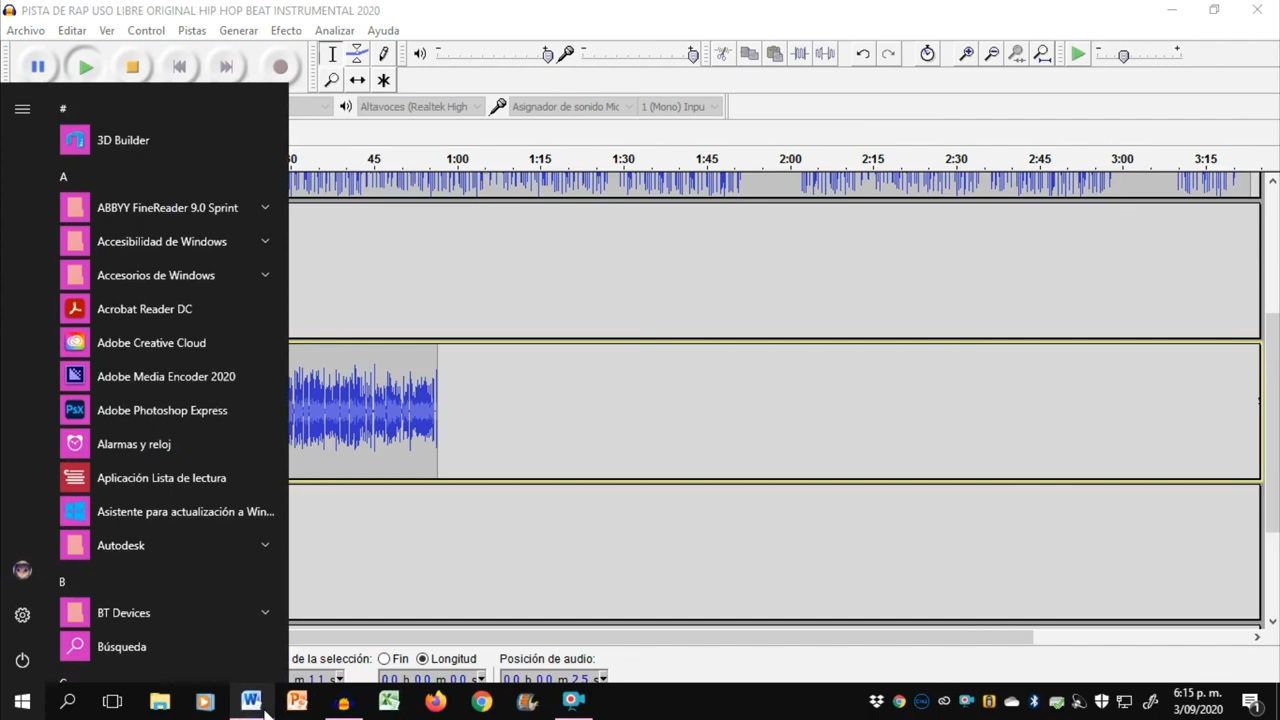 PISTA DE RAP USO LIBRE ORIGINAL HIP HOP BEAT INSTRUMENTAL 2020
Archivo Editar Ver Control Pistas Generar Efecto Analizar Ayuda
Altavoces (Realtek High Asignador de sonido Mic 1 (Mono) Inpu
45 1:00 1:15 1:30 1:45 2:00 2:15 2:30 2:45 3:00 3:15
#
3D Builder
A
ABBYY FineReader 9.0 Sprint
Accesibilidad de Windows
Accesorios de Windows
Acrobat Reader DC
Adobe Creative Cloud
Adobe Media Encoder 2020
Adobe Photoshop Express
Alarmas y reloj
Aplicación Lista de lectura
Asistente para actualización a Win...
Autodesk
B
BT Devices
Búsqueda
de la selección: Fin Longitud Posición de audio:
6:15 p. m.
3/09/2020